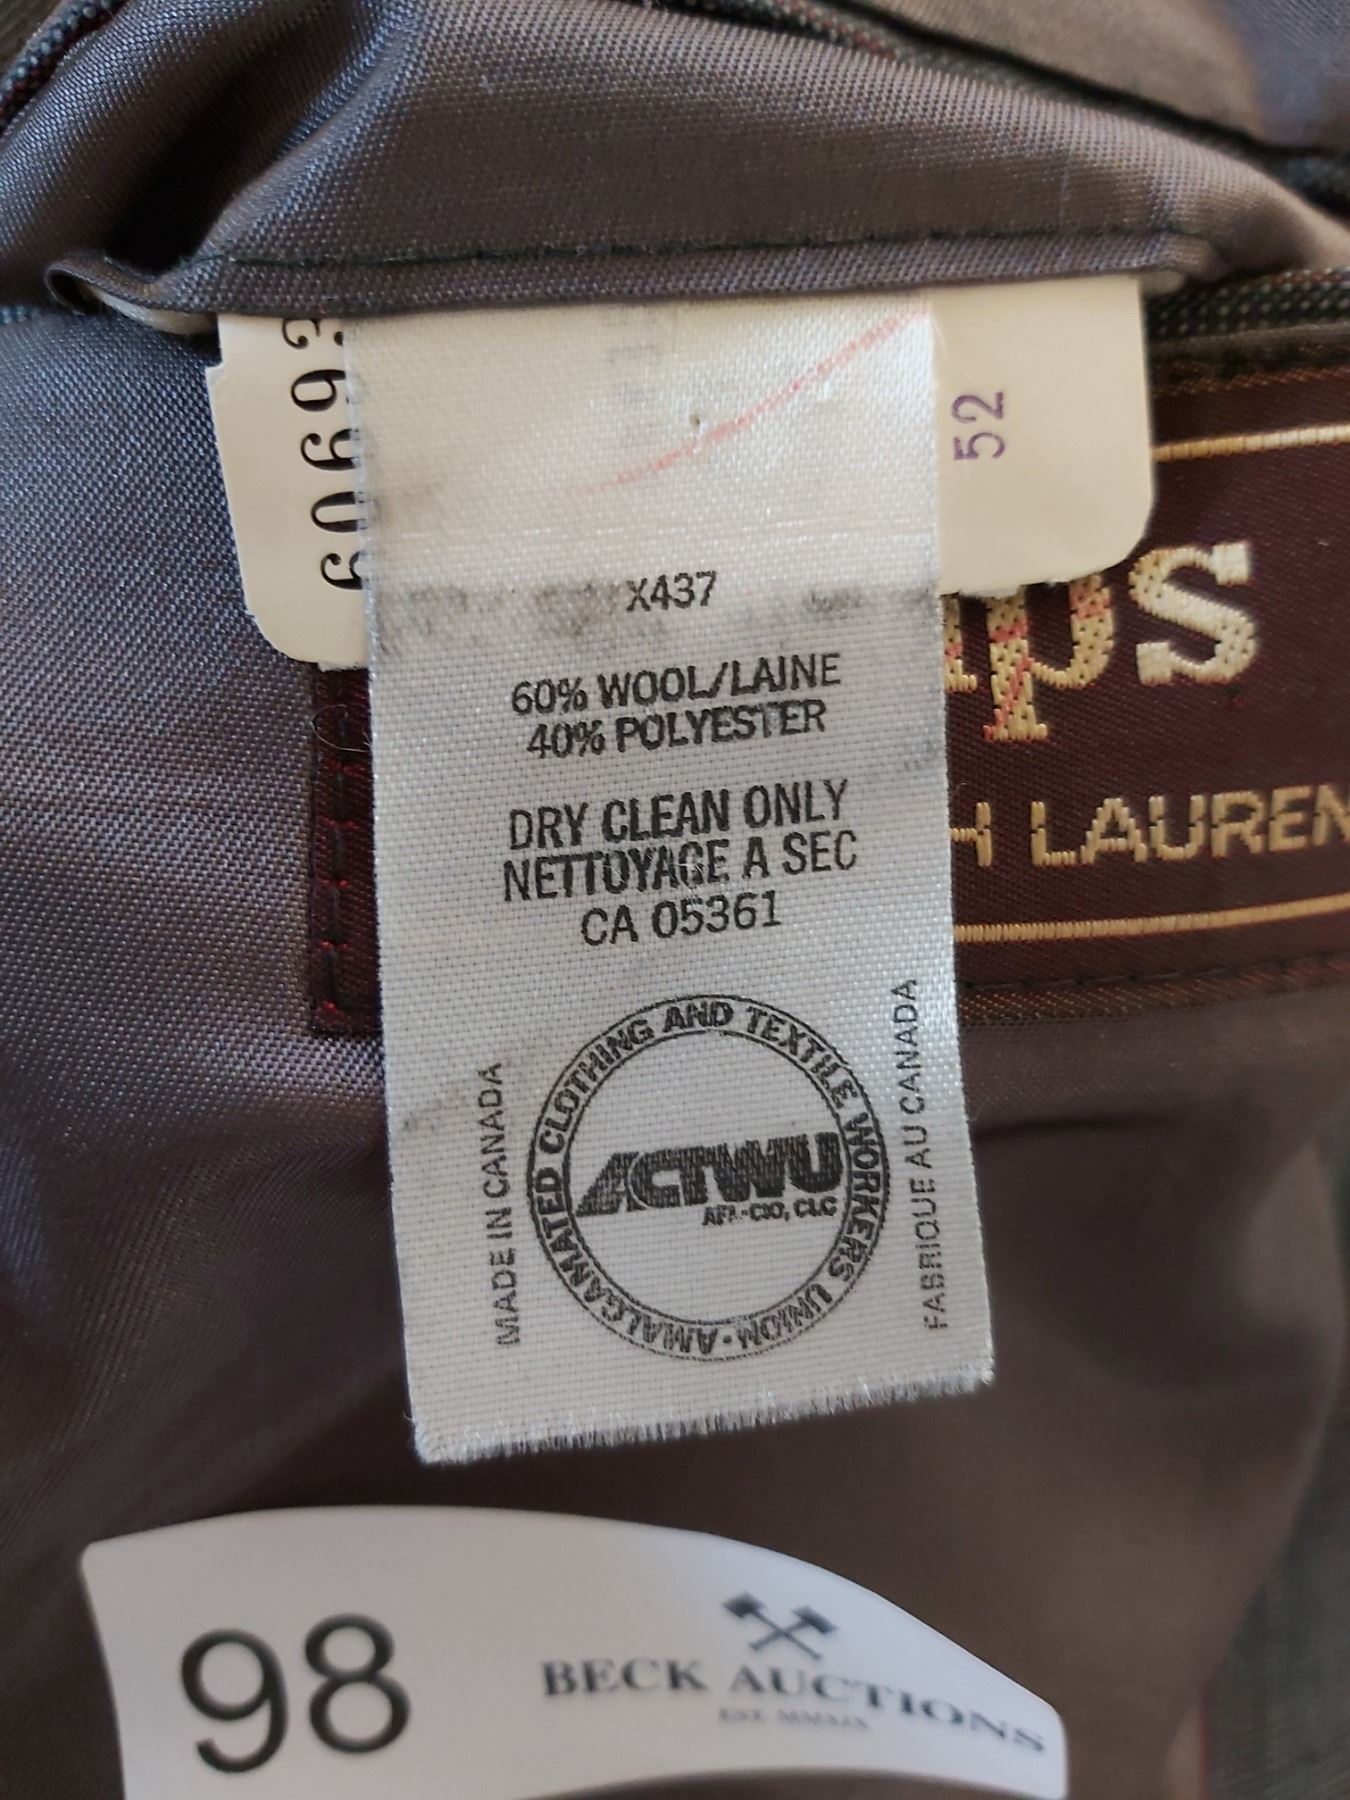 60693
52
X437
60% WOOL/LAINE
40% POLYESTER
DRY CLEAN ONLY
NETTOYAGE A SEC
CA 05361
MADE IN CANADA
AMALGAMATED CLOTHING AND TEXTILE WORKERS UNION
ACTWU
AFL-CIO, CLC
FABRIQUE AU CANADA
ps
H LAUREN
98
BECK AUCTIONS